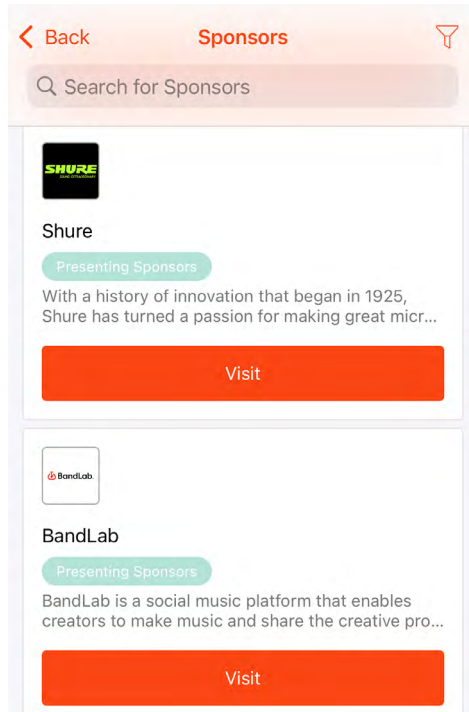 Back
Sponsors
Search for Sponsors
SHURE
Shure
Presenting Sponsors
With a history of innovation that began in 1925,
Shure has turned a passion for making great micr...
Visit
BandLab
BandLab
Presenting Sponsors
BandLab is a social music platform that enables
creators to make music and share the creative pro...
Visit